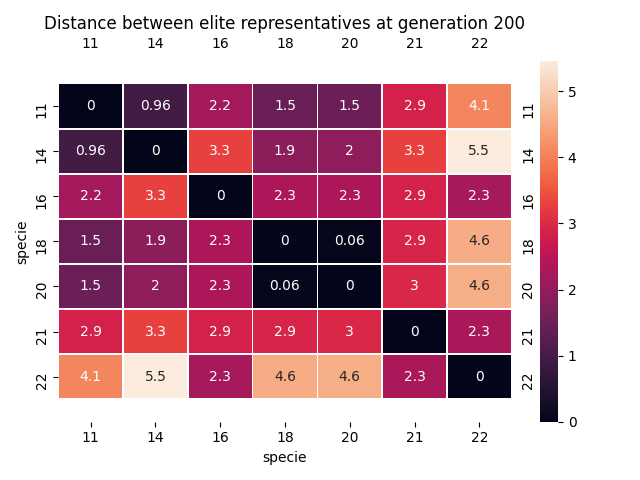 Distance between elite representatives at generation 200
11 14 16 18 20 21 22
11 0 0.96 2.2 1.5 1.5 2.9 4.1 11
14 0.96 0 3.3 1.9 2 3.3 5.5 14
16 2.2 3.3 0 2.3 2.3 2.9 2.3 16
18 1.5 1.9 2.3 0 0.06 2.9 4.6 18
20 1.5 2 2.3 0.06 0 3 4.6 20
21 2.9 3.3 2.9 2.9 3 0 2.3 21
22 4.1 5.5 2.3 4.6 4.6 2.3 0 22
specie
11 14 16 18 20 21 22
specie
5
4
3
2
1
0